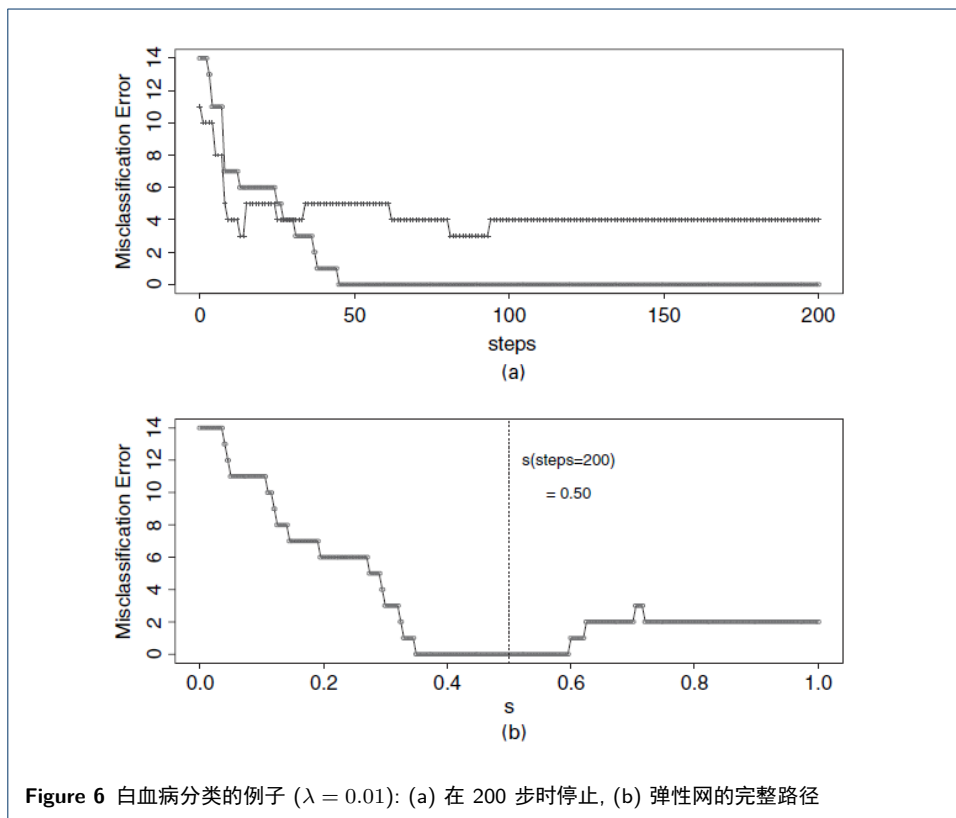 Misclassification Error
0 2 4 6 8 10 12 14
0 50 100 150 200
steps
(a)
Misclassification Error
0 2 4 6 8 10 12 14
s(steps=200)
= 0.50
0.0 0.2 0.4 0.6 0.8 1.0
s
(b)
Figure 6 白血病分类的例子 (λ = 0.01): (a) 在 200 步时停止, (b) 弹性网的完整路径